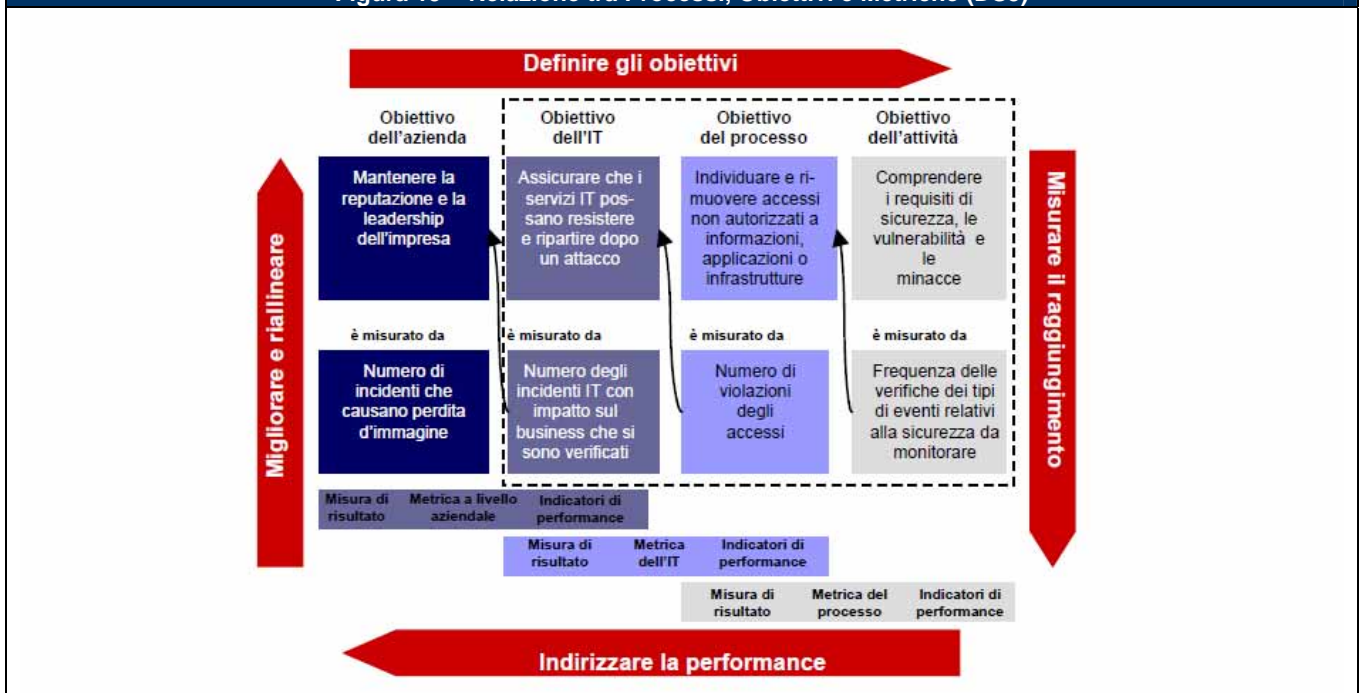 Definire gli obiettivi
Obiettivo
dell'azienda
Obiettivo
dell'IT
Obiettivo
del processo
Obiettivo
dell'attività
Mantenere la
reputazione e la
leadership
dell'impresa
Assicurare che i
servizi IT pos-
sano resistere
e ripartire dopo
un attacco
Individuare e ri-
muovere accessi
non autorizzati a
informazioni,
applicazioni o
infrastrutture
Comprendere
i requisiti di
sicurezza, le
vulnerabilità e
le
minacce
è misurato da
è misurato da
è misurato da
è misurato da
Numero di
incidenti che
causano perdita
d'immagine
Numero degli
incidenti IT con
impatto sul
business che si
sono verificati
Numero di
violazioni
degli
accessi
Frequenza delle
verifiche dei tipi
di eventi relativi
alla sicurezza da
monitorare
Migliorare e riallineare
Misurare il raggiungimento
Misura di
risultato
Metrica a livello
aziendale
Indicatori di
performance
Misura di
risultato
Metrica
dell'IT
Indicatori di
performance
Misura di
risultato
Metrica del
processo
Indicatori di
performance
Indirizzare la performance